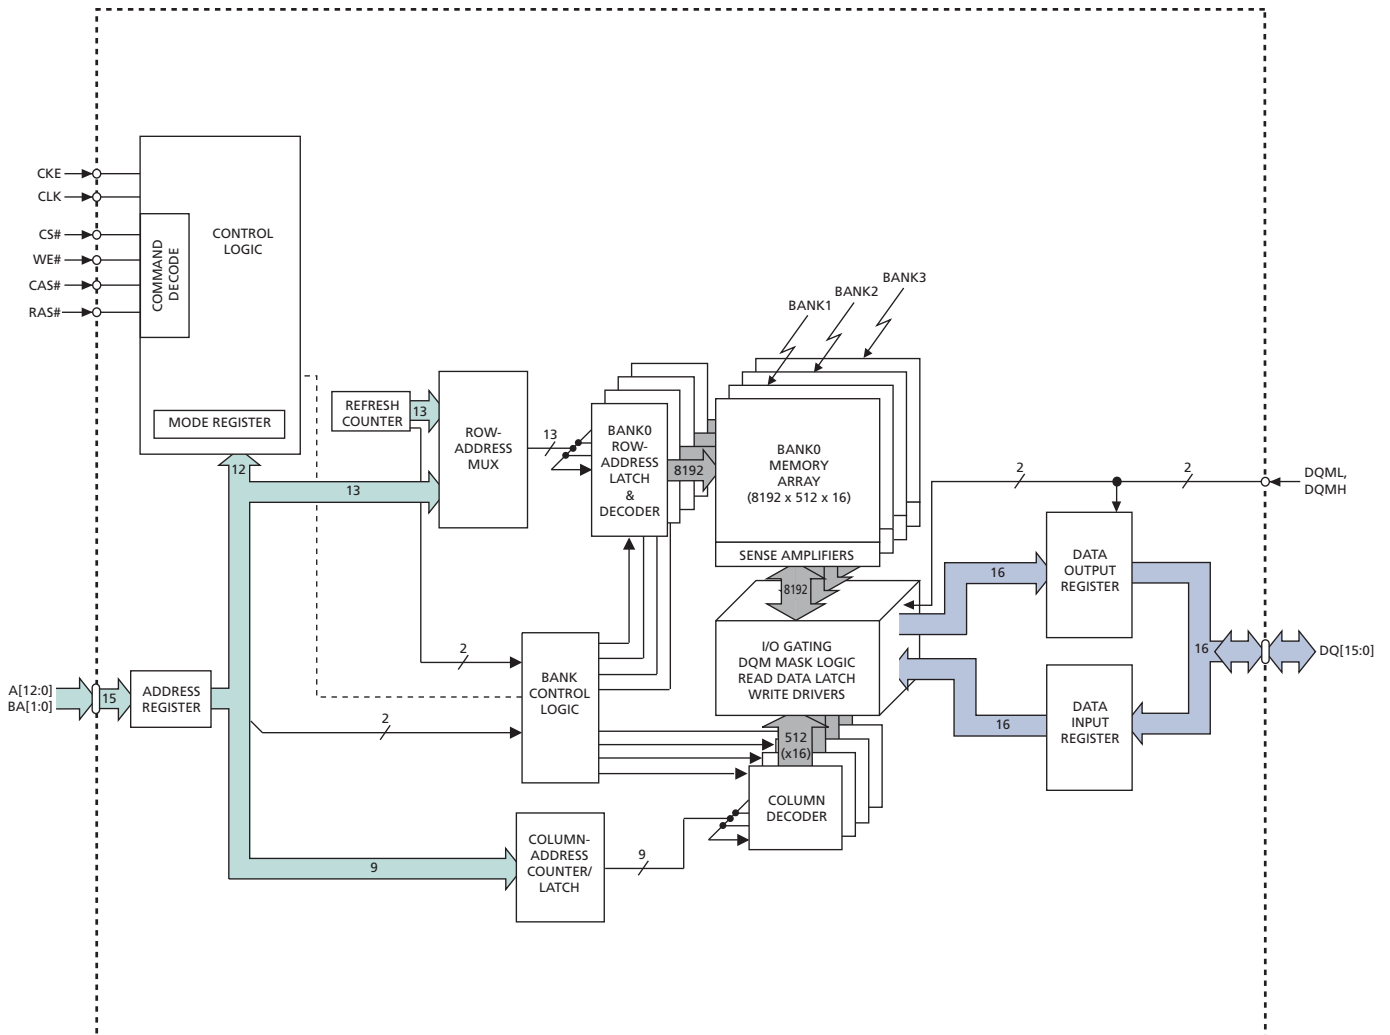 CKE
CLK
CS#
WE#
CAS#
RAS#
COMMAND
DECODE
CONTROL
LOGIC
MODE REGISTER
12
REFRESH
COUNTER
13
13
ROW-
ADDRESS
MUX
13
BANK0
ROW-
ADDRESS
LATCH
&
DECODER
8192
BANK1
BANK2
BANK3
BANK0
MEMORY
ARRAY
(8192 x 512 x 16)
SENSE AMPLIFIERS
8192
I/O GATING
DQM MASK LOGIC
READ DATA LATCH
WRITE DRIVERS
2
2
DQML,
DQMH
16
DATA
OUTPUT
REGISTER
16
DQ[15:0]
16
DATA
INPUT
REGISTER
A[12:0]
BA[1:0]
15
ADDRESS
REGISTER
2
2
BANK
CONTROL
LOGIC
512
(x16)
COLUMN
DECODER
9
COLUMN-
ADDRESS
COUNTER/
LATCH
9